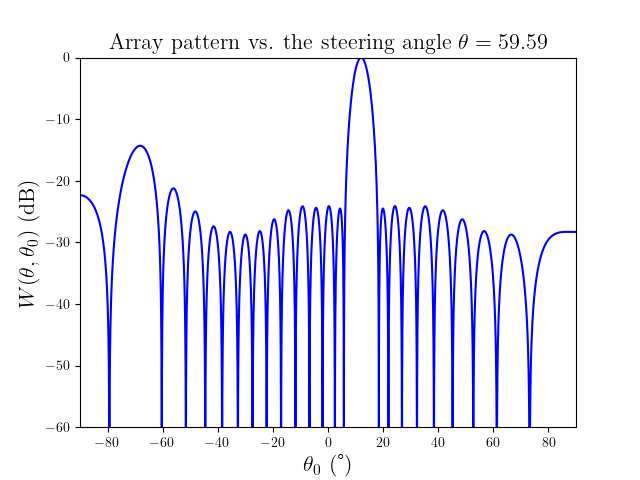 Array pattern vs. the steering angle θ = 59.59
0
−10
−20
−30
−40
−50
−60
W(θ, θ₀) (dB)
−80 −60 −40 −20 0 20 40 60 80
θ₀ (°)